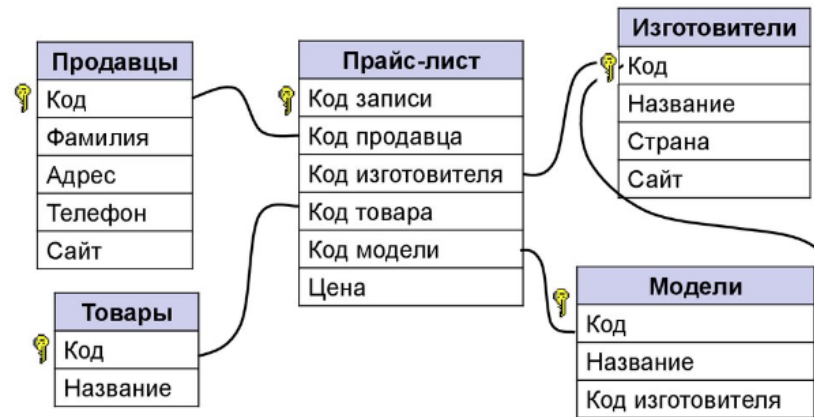 Продавцы
Код
Фамилия
Адрес
Телефон
Сайт
Товары
Код
Название
Прайс-лист
Код записи
Код продавца
Код изготовителя
Код товара
Код модели
Цена
Изготовители
Код
Название
Страна
Сайт
Модели
Код
Название
Код изготовителя